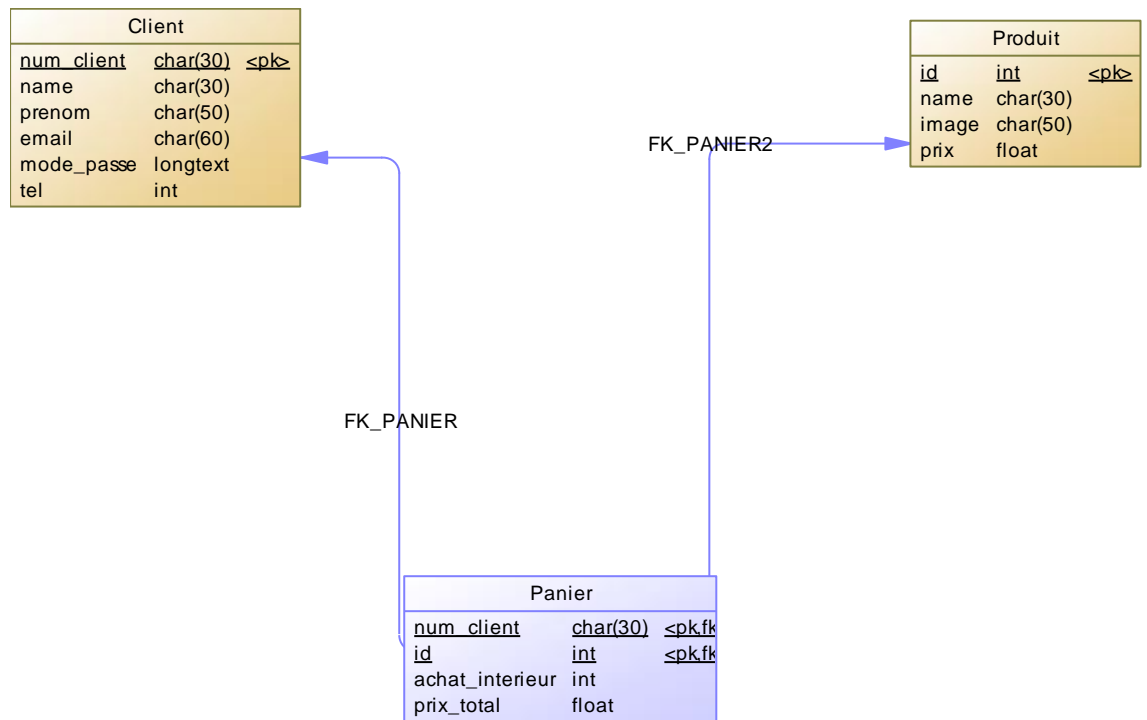 Client
num_client char(30) <pk>
name char(30)
prenom char(50)
email char(60)
mode_passe longtext
tel int
Produit
id int <pk>
name char(30)
image char(50)
prix float
FK_PANIER2
FK_PANIER
Panier
num_client char(30) <pk,fk
id int <pk,fk
achat_interieur int
prix_total float